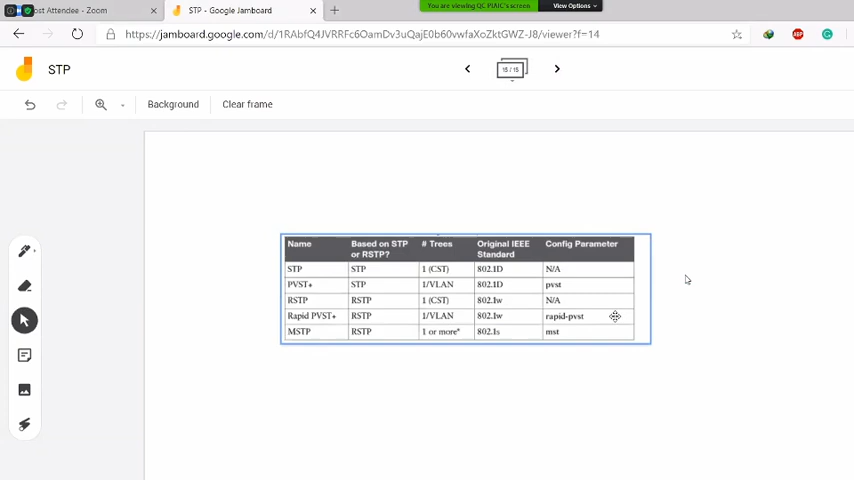 ost Attendee - Zoom
STP - Google Jamboard
You are viewing QC PIAIC's screen
View Options
https://jamboard.google.com/d/1RAbfQ4JVRRFc6OamDv3uQajE0b60vwfaXoZktGWZ-J8/viewer?f=14
ABP
STP
15 / 15
Background
Clear frame
Name Based on STP or RSTP? # Trees Original IEEE Standard Config Parameter
STP STP 1 (CST) 802.1D N/A
PVST+ STP 1/VLAN 802.1D pvst
RSTP RSTP 1 (CST) 802.1w N/A
Rapid PVST+ RSTP 1/VLAN 802.1w rapid-pvst
MSTP RSTP 1 or more* 802.1s mst